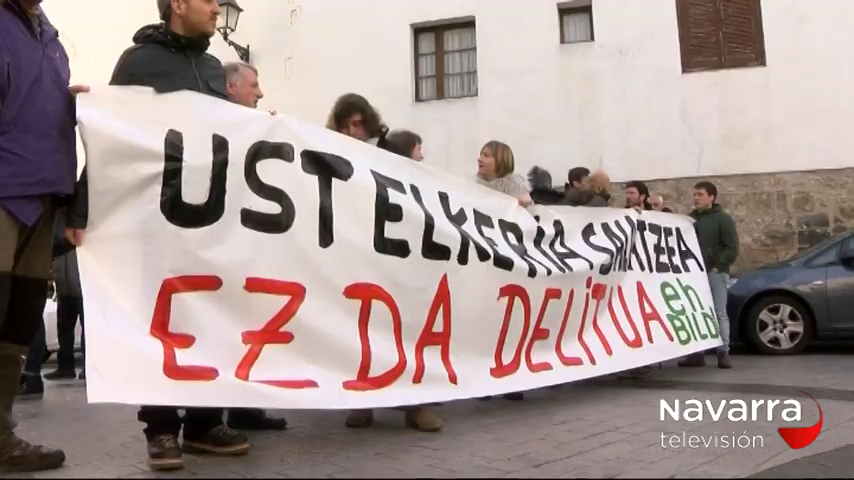 USTELKERIA SALATZEA
EZ DA DELITUA
eh
BILDU
Navarra
televisión